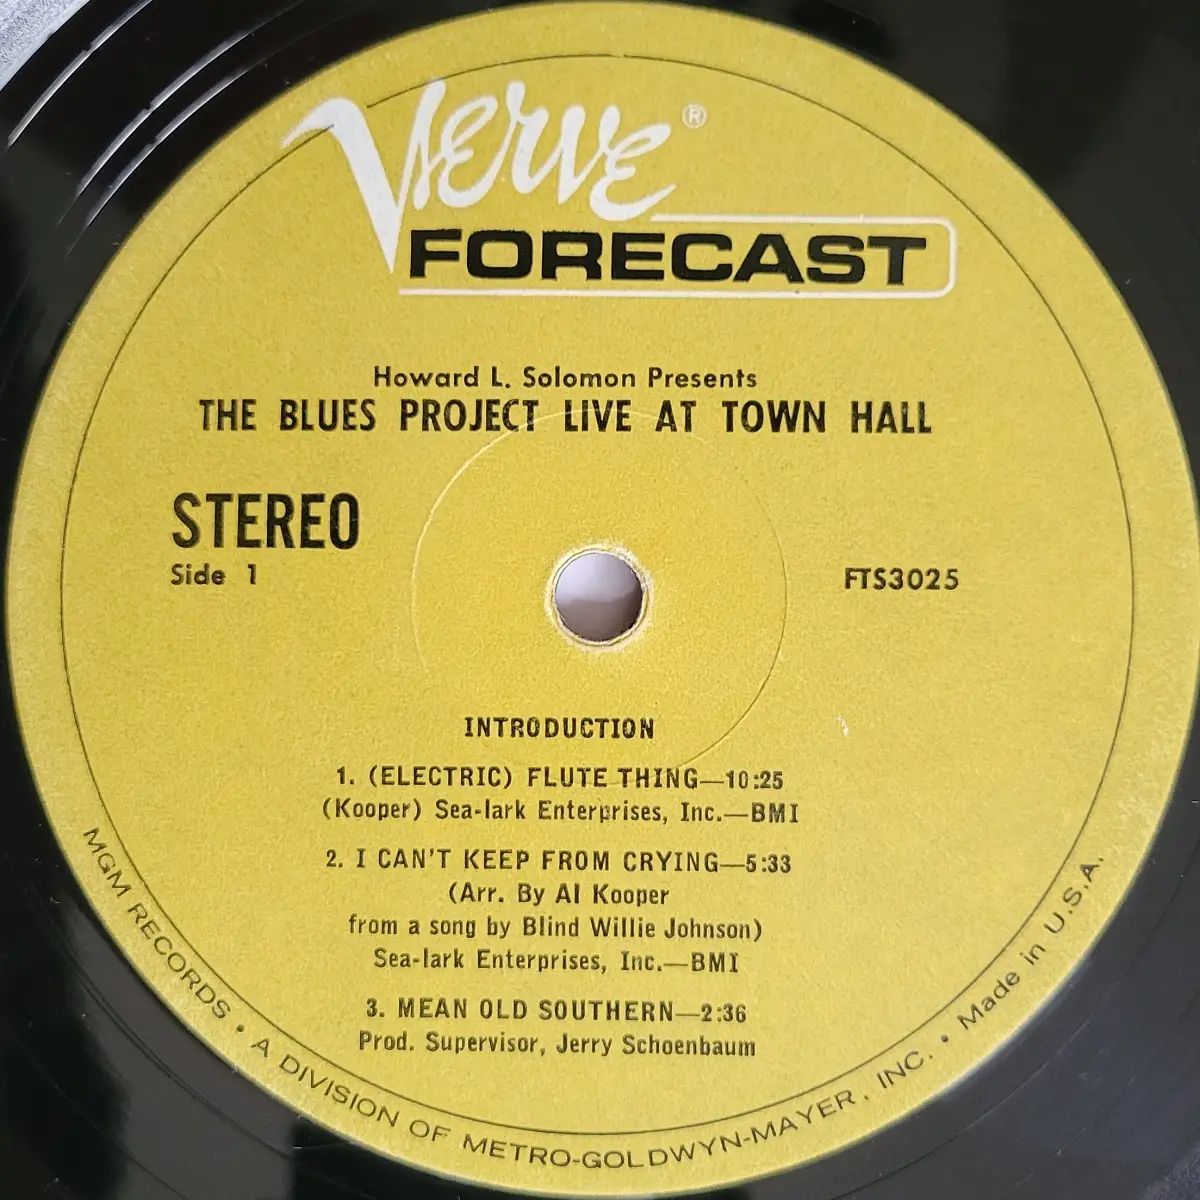 Verve®
FORECAST
Howard L. Solomon Presents
THE BLUES PROJECT LIVE AT TOWN HALL
STEREO
Side 1
FTS3025
INTRODUCTION
1. (ELECTRIC) FLUTE THING—10:25
(Kooper) Sea-lark Enterprises, Inc.—BMI
2. I CAN'T KEEP FROM CRYING—5:33
(Arr. By Al Kooper
from a song by Blind Willie Johnson)
Sea-lark Enterprises, Inc.—BMI
3. MEAN OLD SOUTHERN—2:36
Prod. Supervisor, Jerry Schoenbaum
MGM RECORDS • A DIVISION OF METRO-GOLDWYN-MAYER, INC. • Made in U.S.A.